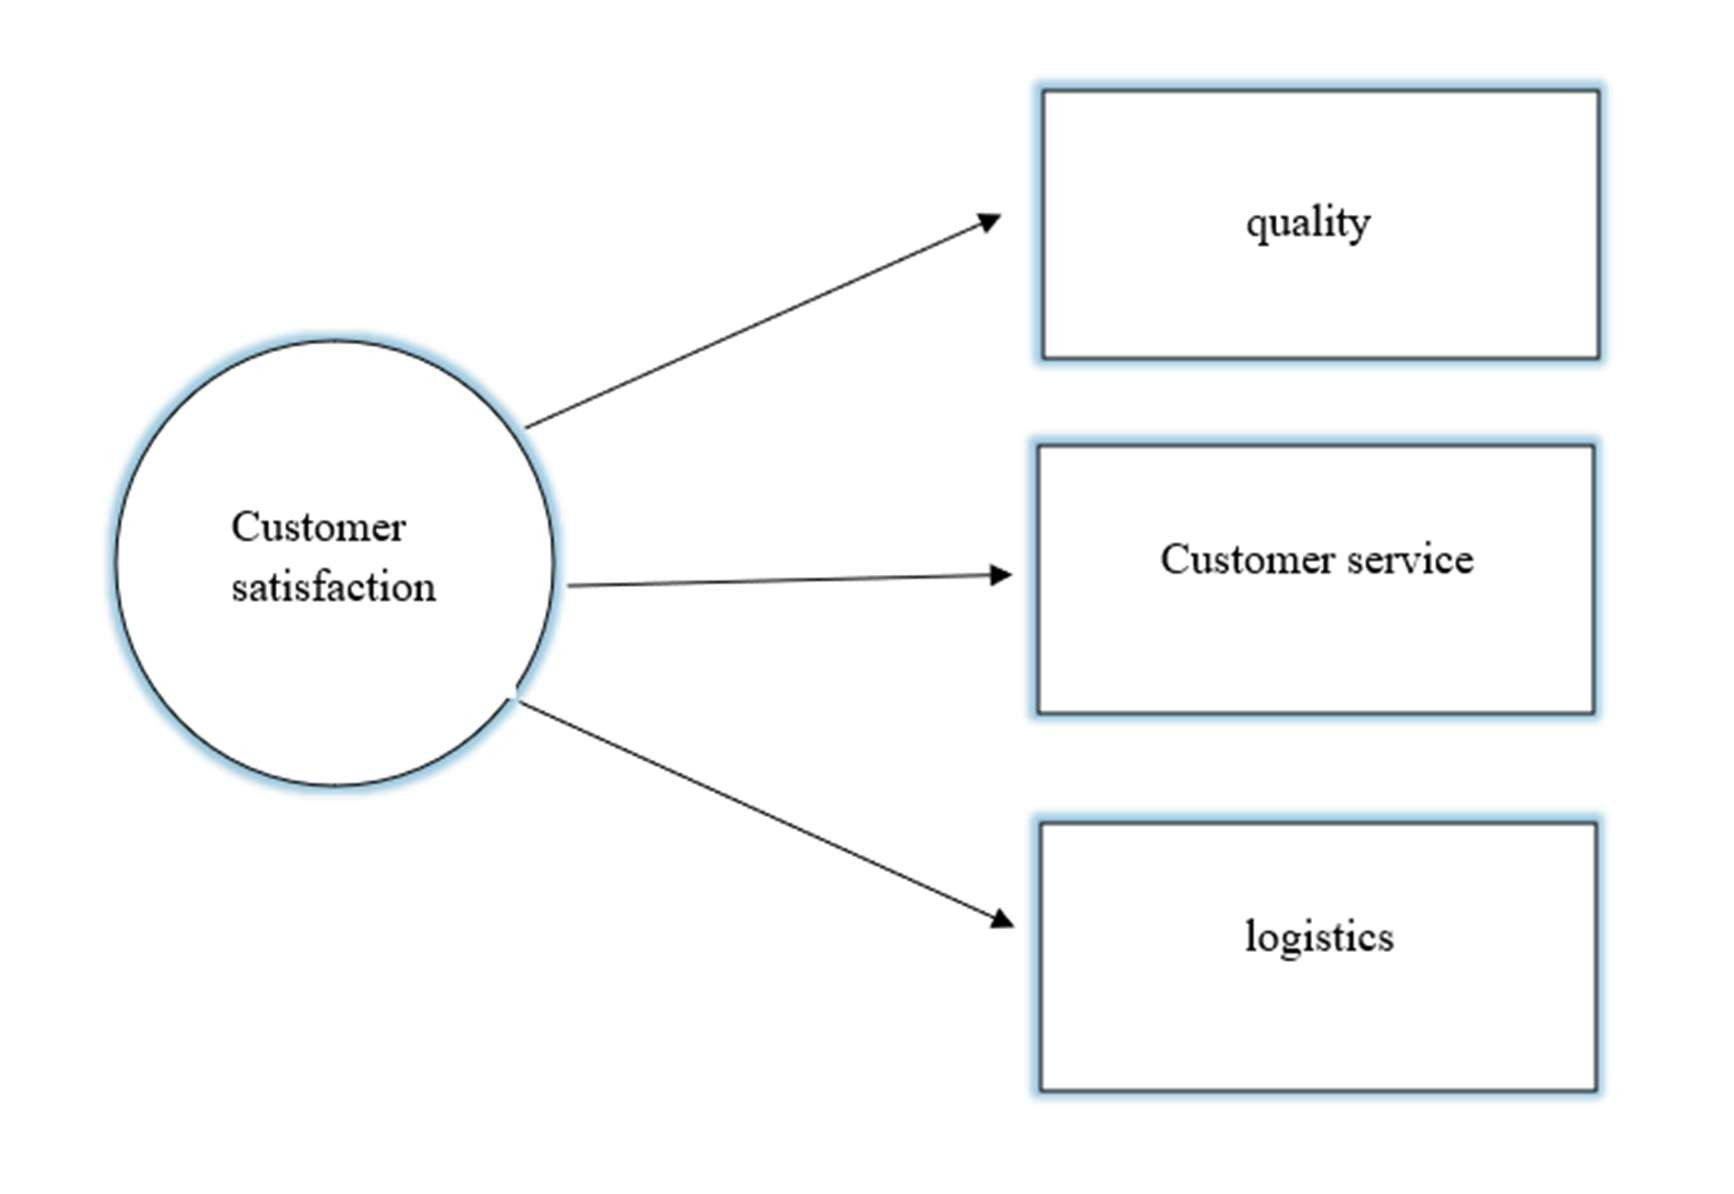 quality
Customer
satisfaction
Customer service
logistics